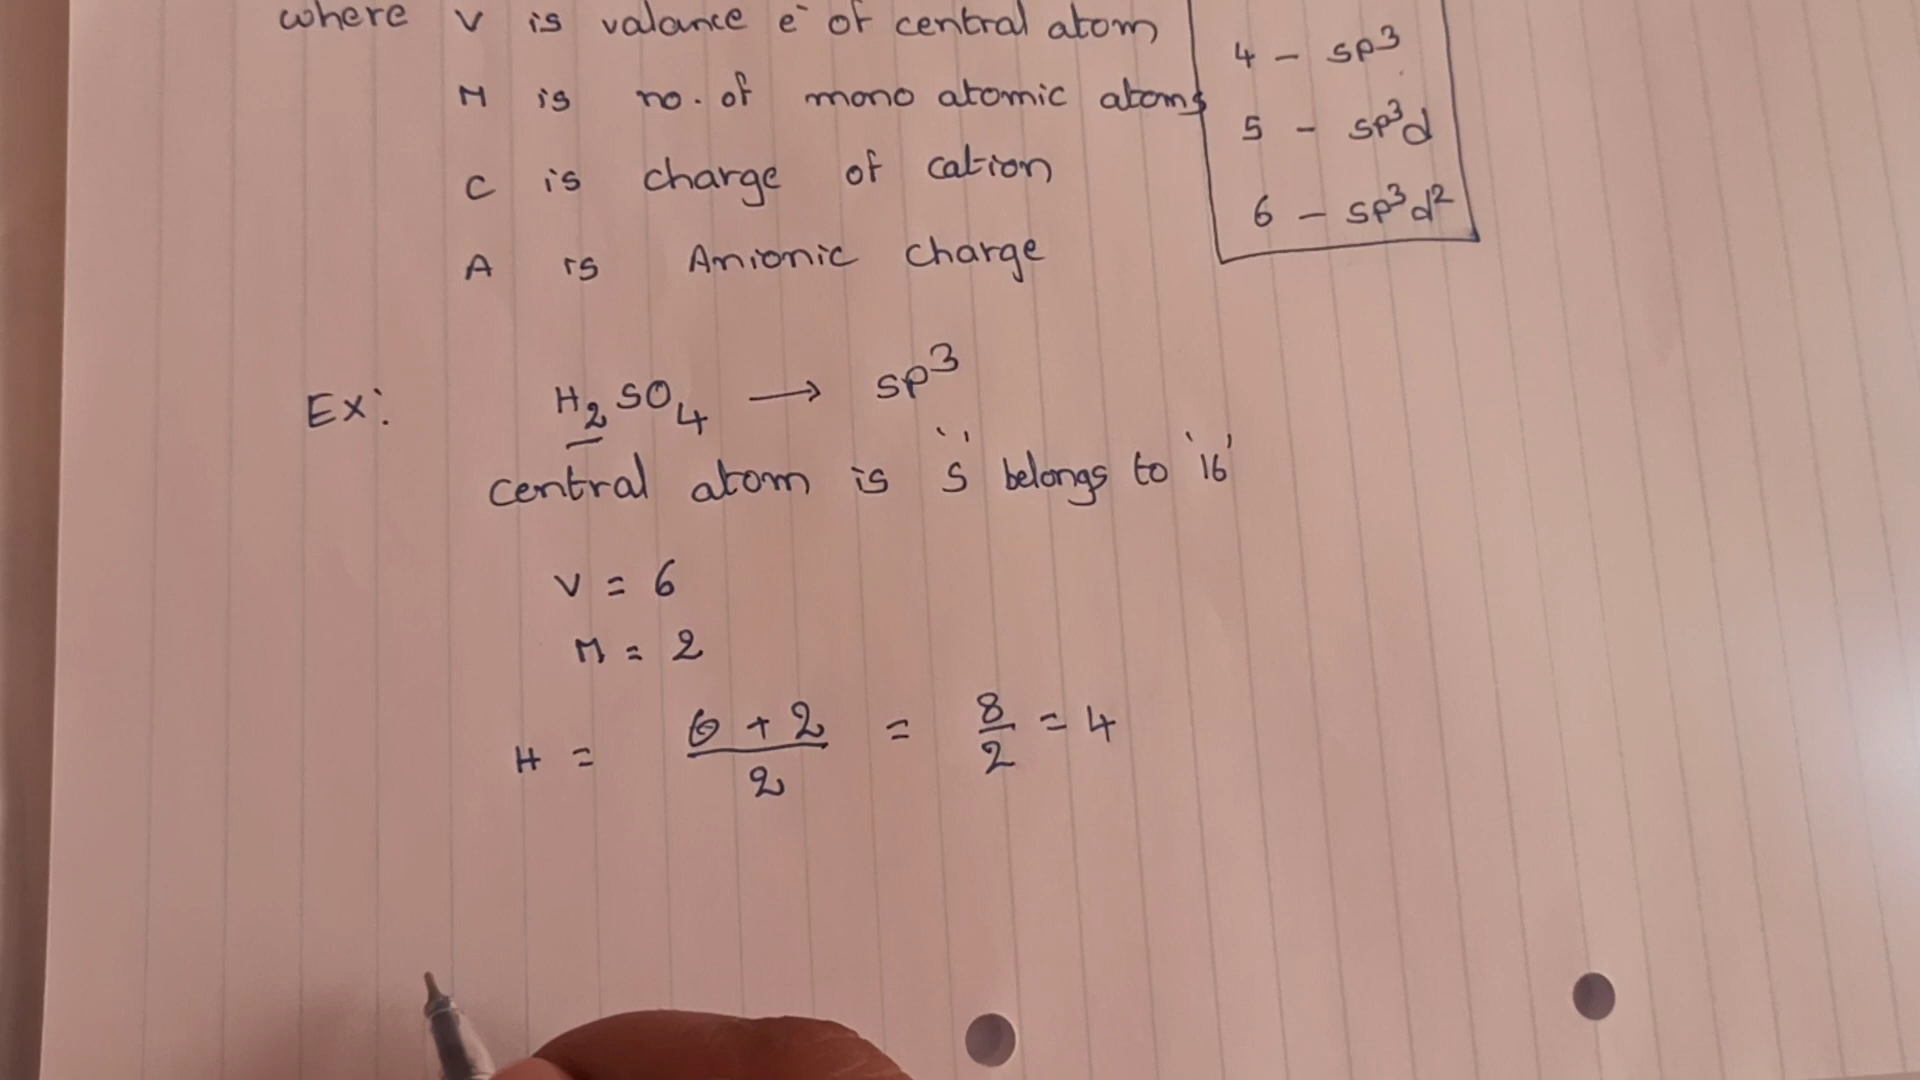 where v is valance e⁻ of central atom
M is no. of mono atomic atoms
C is charge of cation
A is Anionic charge
4 - sp³
5 - sp³d
6 - sp³d²
Ex: H₂SO₄ → sp³
central atom is 's' belongs to '16'
V = 6
M = 2
H = (6 + 2)/2 = 8/2 = 4